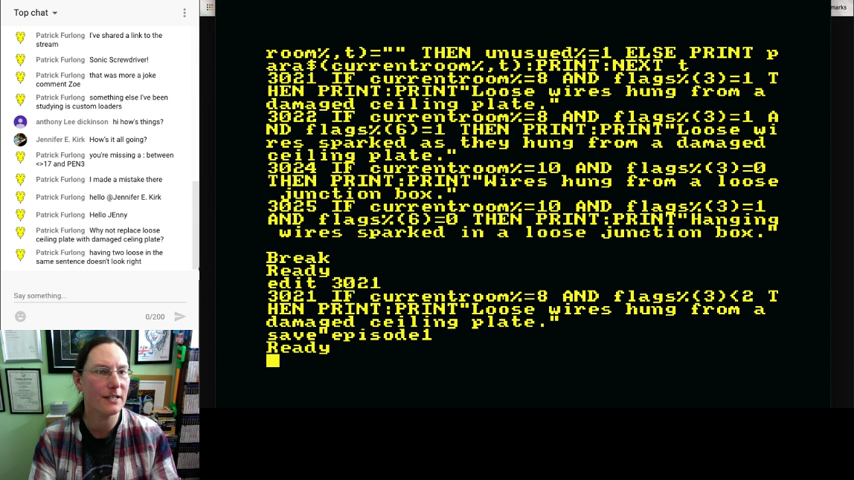 Top chat
Patrick Furlong I've shared a link to the
stream
Patrick Furlong Sonic Screwdriver!
Patrick Furlong that was more a joke
comment Zoe
Patrick Furlong something else I've been
studying is custom loaders
anthony Lee dickinson hi how's things?
Jennifer E. Kirk How's it all going?
Patrick Furlong you're missing a : between
<>17 and PEN3
Patrick Furlong I made a mistake there
Patrick Furlong hello @Jennifer E. Kirk
Patrick Furlong Hello JEnny
Patrick Furlong Why not replace loose
ceiling plate with damaged celing plate?
Patrick Furlong having two loose in the
same sentence doesn't look right
Say something...
0/200
marks
room%,t)="" THEN unusued%=1 ELSE PRINT p
ara$(currentroom%,t):PRINT:NEXT t
3021 IF currentroom%=8 AND flags%(3)=1 T
HEN PRINT:PRINT"Loose wires hung from a
damaged ceiling plate."
3022 IF currentroom%=8 AND flags%(3)=1 A
ND flags%(6)=1 THEN PRINT:PRINT"Loose wi
res sparked as they hung from a damaged
ceiling plate."
3024 IF currentroom%=10 AND flags%(3)=0
THEN PRINT:PRINT"Wires hung from a loose
junction box."
3025 IF currentroom%=10 AND flags%(3)=1
AND flags%(6)=0 THEN PRINT:PRINT"Hanging
wires sparked in a loose junction box."
Break
Ready
edit 3021
3021 IF currentroom%=8 AND flags%(3)<2 T
HEN PRINT:PRINT"Loose wires hung from a
damaged ceiling plate."
save"episode1
Ready